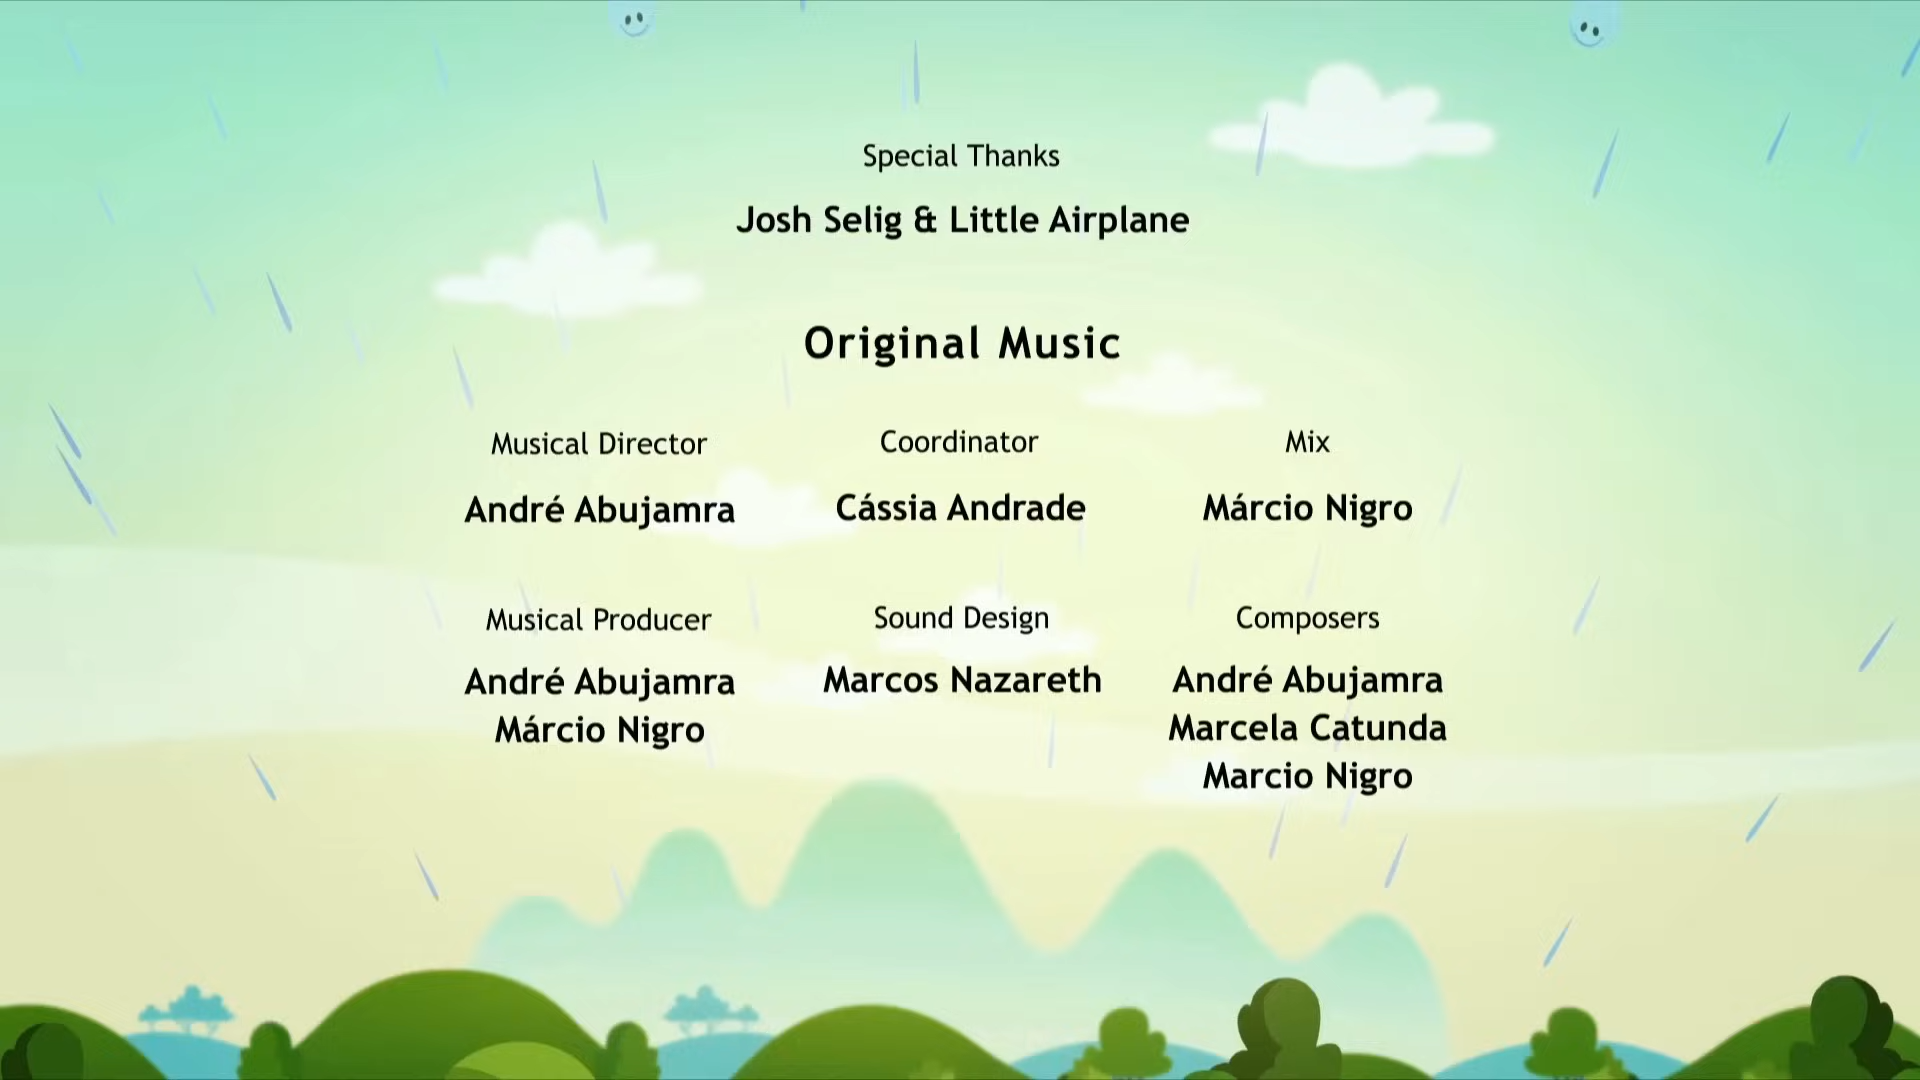 Special Thanks
Josh Selig & Little Airplane
Original Music
Musical Director
André Abujamra
Coordinator
Cássia Andrade
Mix
Márcio Nigro
Musical Producer
André Abujamra
Márcio Nigro
Sound Design
Marcos Nazareth
Composers
André Abujamra
Marcela Catunda
Marcio Nigro